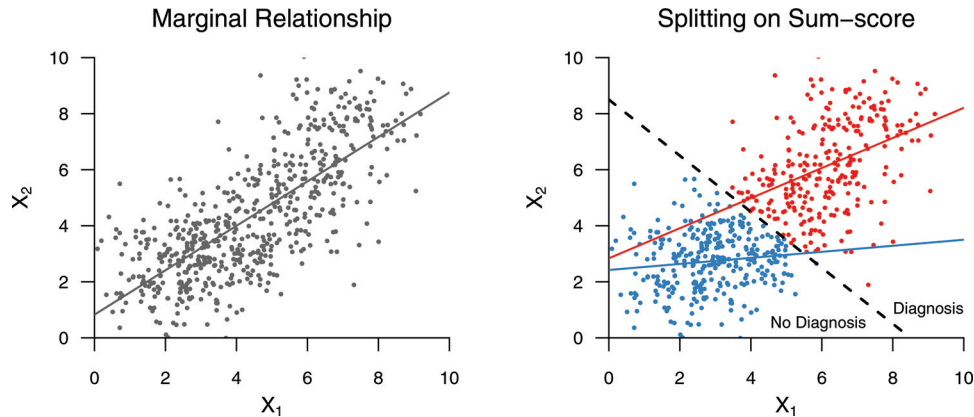 Marginal Relationship
10
8
6
4
2
0
X2
0 2 4 6 8 10
X1
Splitting on Sum−score
10
8
6
4
2
0
X2
Diagnosis
No Diagnosis
0 2 4 6 8 10
X1